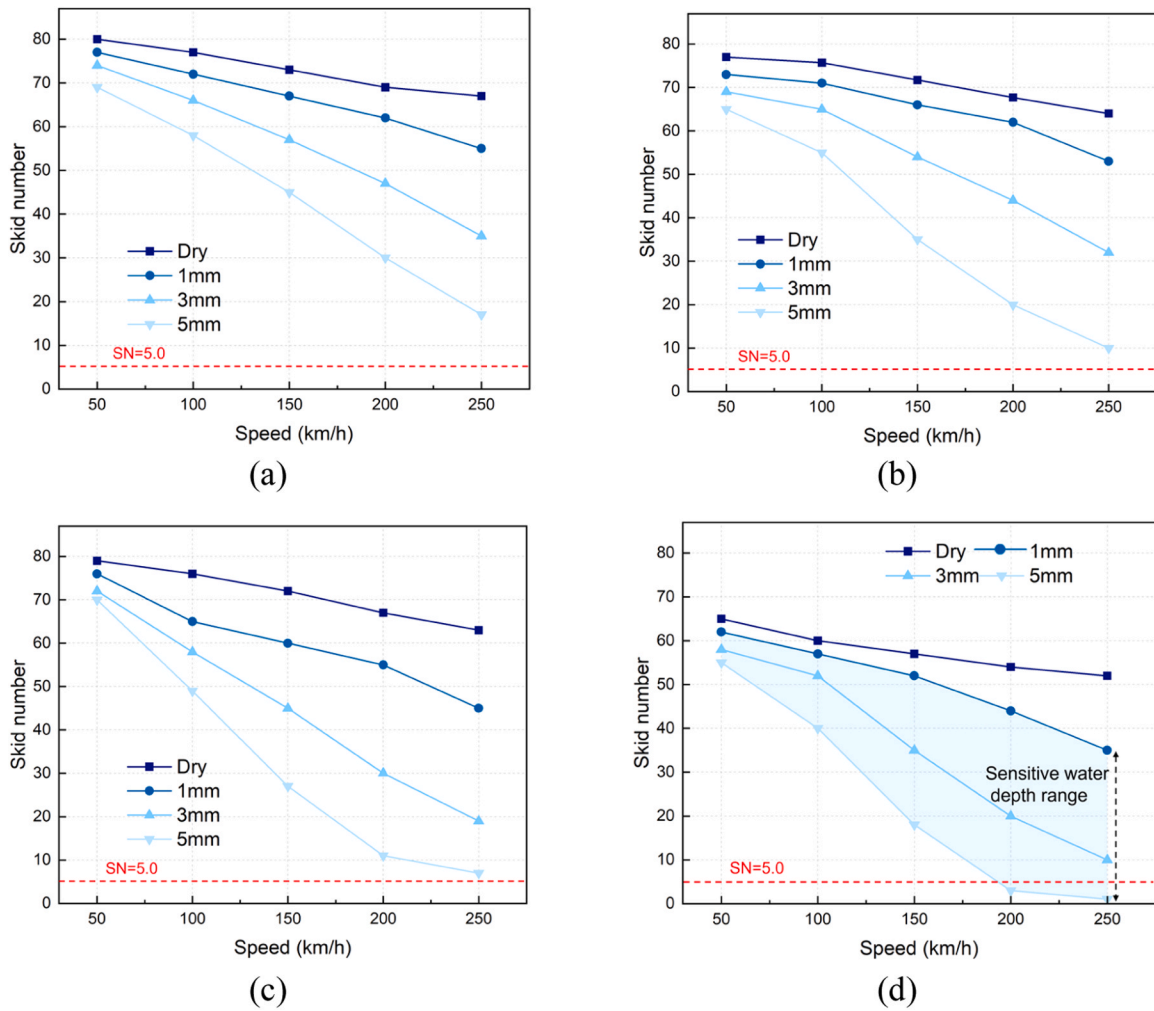 80
70
60
50
40
30
20
10
0
Skid number
Dry
1mm
3mm
5mm
SN=5.0
50 100 150 200 250
Speed (km/h)
(a)
80
70
60
50
40
30
20
10
0
Skid number
Dry
1mm
3mm
5mm
SN=5.0
50 100 150 200 250
Speed (km/h)
(b)
80
70
60
50
40
30
20
10
0
Skid number
Dry
1mm
3mm
5mm
SN=5.0
50 100 150 200 250
Speed (km/h)
(c)
80
70
60
50
40
30
20
10
0
Skid number
Dry 1mm
3mm 5mm
Sensitive water
depth range
SN=5.0
50 100 150 200 250
Speed (km/h)
(d)